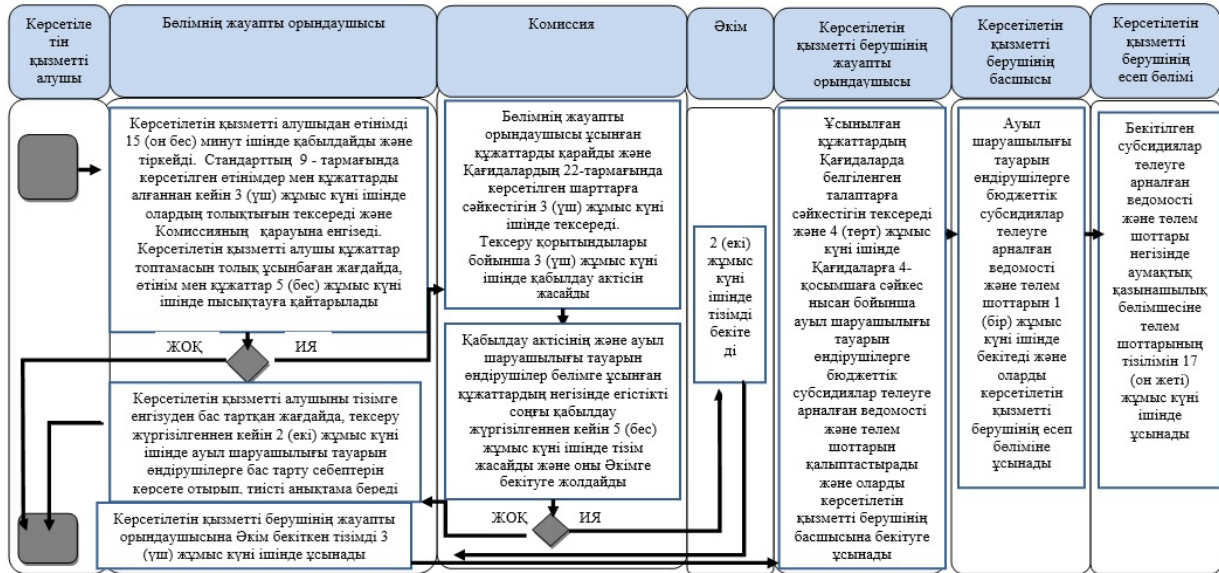 Көрсетіле
тін
қызметті
алушы
Бөлімнің жауапты орындаушысы
Комиссия
Әкім
Көрсетілетін
қызметті берушінің
жауапты
орындаушысы
Көрсетілетін
қызметті
берушінің
басшысы
Көрсетілетін
қызметті
берушінің
есеп бөлімі
Көрсетілетін қызметті алушыдан өтінімді
15 (он бес) минут ішінде қабылдайды және
тіркейді. Стандарттың 9 - тармағында
көрсетілген өтінімдер мен құжаттарды
алғаннан кейін 3 (үш) жұмыс күні ішінде
олардың толықтығын тексереді және
Комиссияның қарауына енгізеді.
Көрсетілетін қызметті алушы құжаттар
топтамасын толық ұсынбаған жағдайда,
өтінім мен құжаттар 5 (бес) жұмыс күні
ішінде пысықтауға қайтарылады
ЖОҚ
ИЯ
Көрсетілетін қызметті алушыны тізімге
енгізуден бас тартқан жағдайда, тексеру
жүргізілгеннен кейін 2 (екі) жұмыс күні
ішінде ауыл шаруашылығы тауарын
өндірушілерге бас тарту себептерін
көрсете отырып, тиісті анықтама береді
Көрсетілетін қызметті берушінің жауапты
орындаушысына Әкім бекіткен тізімді 3
(үш) жұмыс күні ішінде ұсынады
Бөлімнің жауапты
орындаушысы ұсынған
құжаттарды қарайды және
Қағидалардың 22-тармағында
көрсетілген шарттарға
сәйкестігін 3 (үш) жұмыс күні
ішінде тексереді.
Тексеру қорытындылары
бойынша 3 (үш) жұмыс күні
ішінде қабылдау актісін
жасайды
Қабылдау актісінің және ауыл
шаруашылығы тауарын
өндірушілер бөлімге ұсынған
құжаттардың негізінде егістікті
соңғы қабылдау
жүргізілгеннен кейін 5 (бес)
жұмыс күні ішінде тізім
жасайды және оны Әкімге
бекітуге жолдайды
ЖОҚ
ИЯ
2 (екі)
жұмыс
күні
ішінде
тізімді
бекіте
ді
Ұсынылған
құжаттардың
Қағидаларда
белгіленген
талаптарға
сәйкестігін тексереді
және 4 (төрт) жұмыс
күні ішінде
Қағидаларға 4-
қосымшаға сәйкес
нысан бойынша
ауыл шаруашылығы
тауарын
өндірушілерге
бюджеттік
субсидиялар төлеуге
арналған ведомості
және төлем
шоттарын
қалыптастырады
және оларды
көрсетілетін
қызметті берушінің
басшысына бекітуге
ұсынады
Ауыл
шаруашылығы
тауарын
өндірушілерге
бюджеттік
субсидиялар
төлеуге
арналған
ведомості
және төлем
шоттарын 1
(бір) жұмыс
күні ішінде
бекітеді және
оларды
көрсетілетін
қызметті
берушінің есеп
бөліміне
ұсынады
Бекітілген
субсидиялар
төлеуге
арналған
ведомості
және төлем
шоттары
негізінде
аумақтық
қазынашылық
бөлімшесіне
төлем
шоттарының
тізілімін 17
(он жеті)
жұмыс күні
ішінде
ұсынады